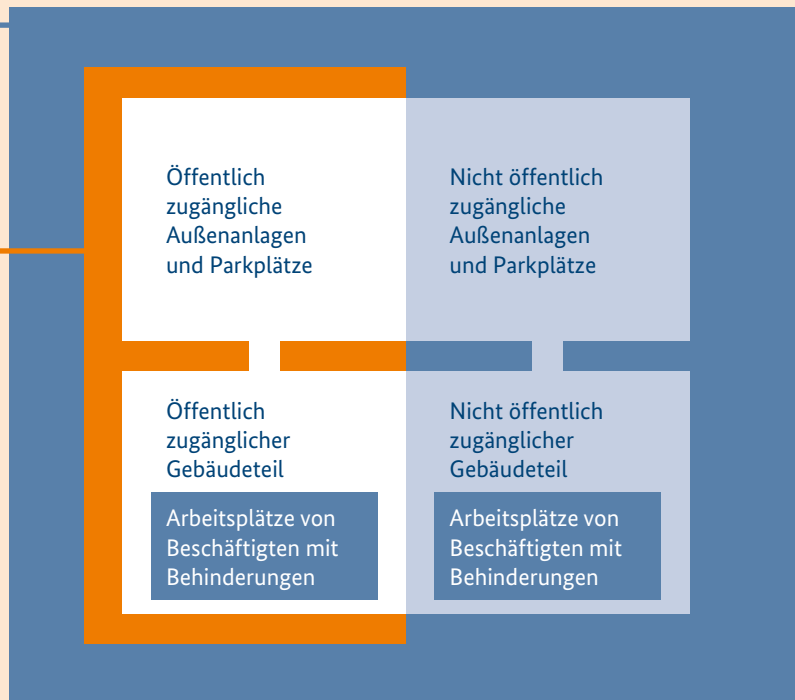 Öffentlich
zugängliche
Außenanlagen
und Parkplätze
Nicht öffentlich
zugängliche
Außenanlagen
und Parkplätze
Öffentlich
zugänglicher
Gebäudeteil
Arbeitsplätze von
Beschäftigten mit
Behinderungen
Nicht öffentlich
zugänglicher
Gebäudeteil
Arbeitsplätze von
Beschäftigten mit
Behinderungen